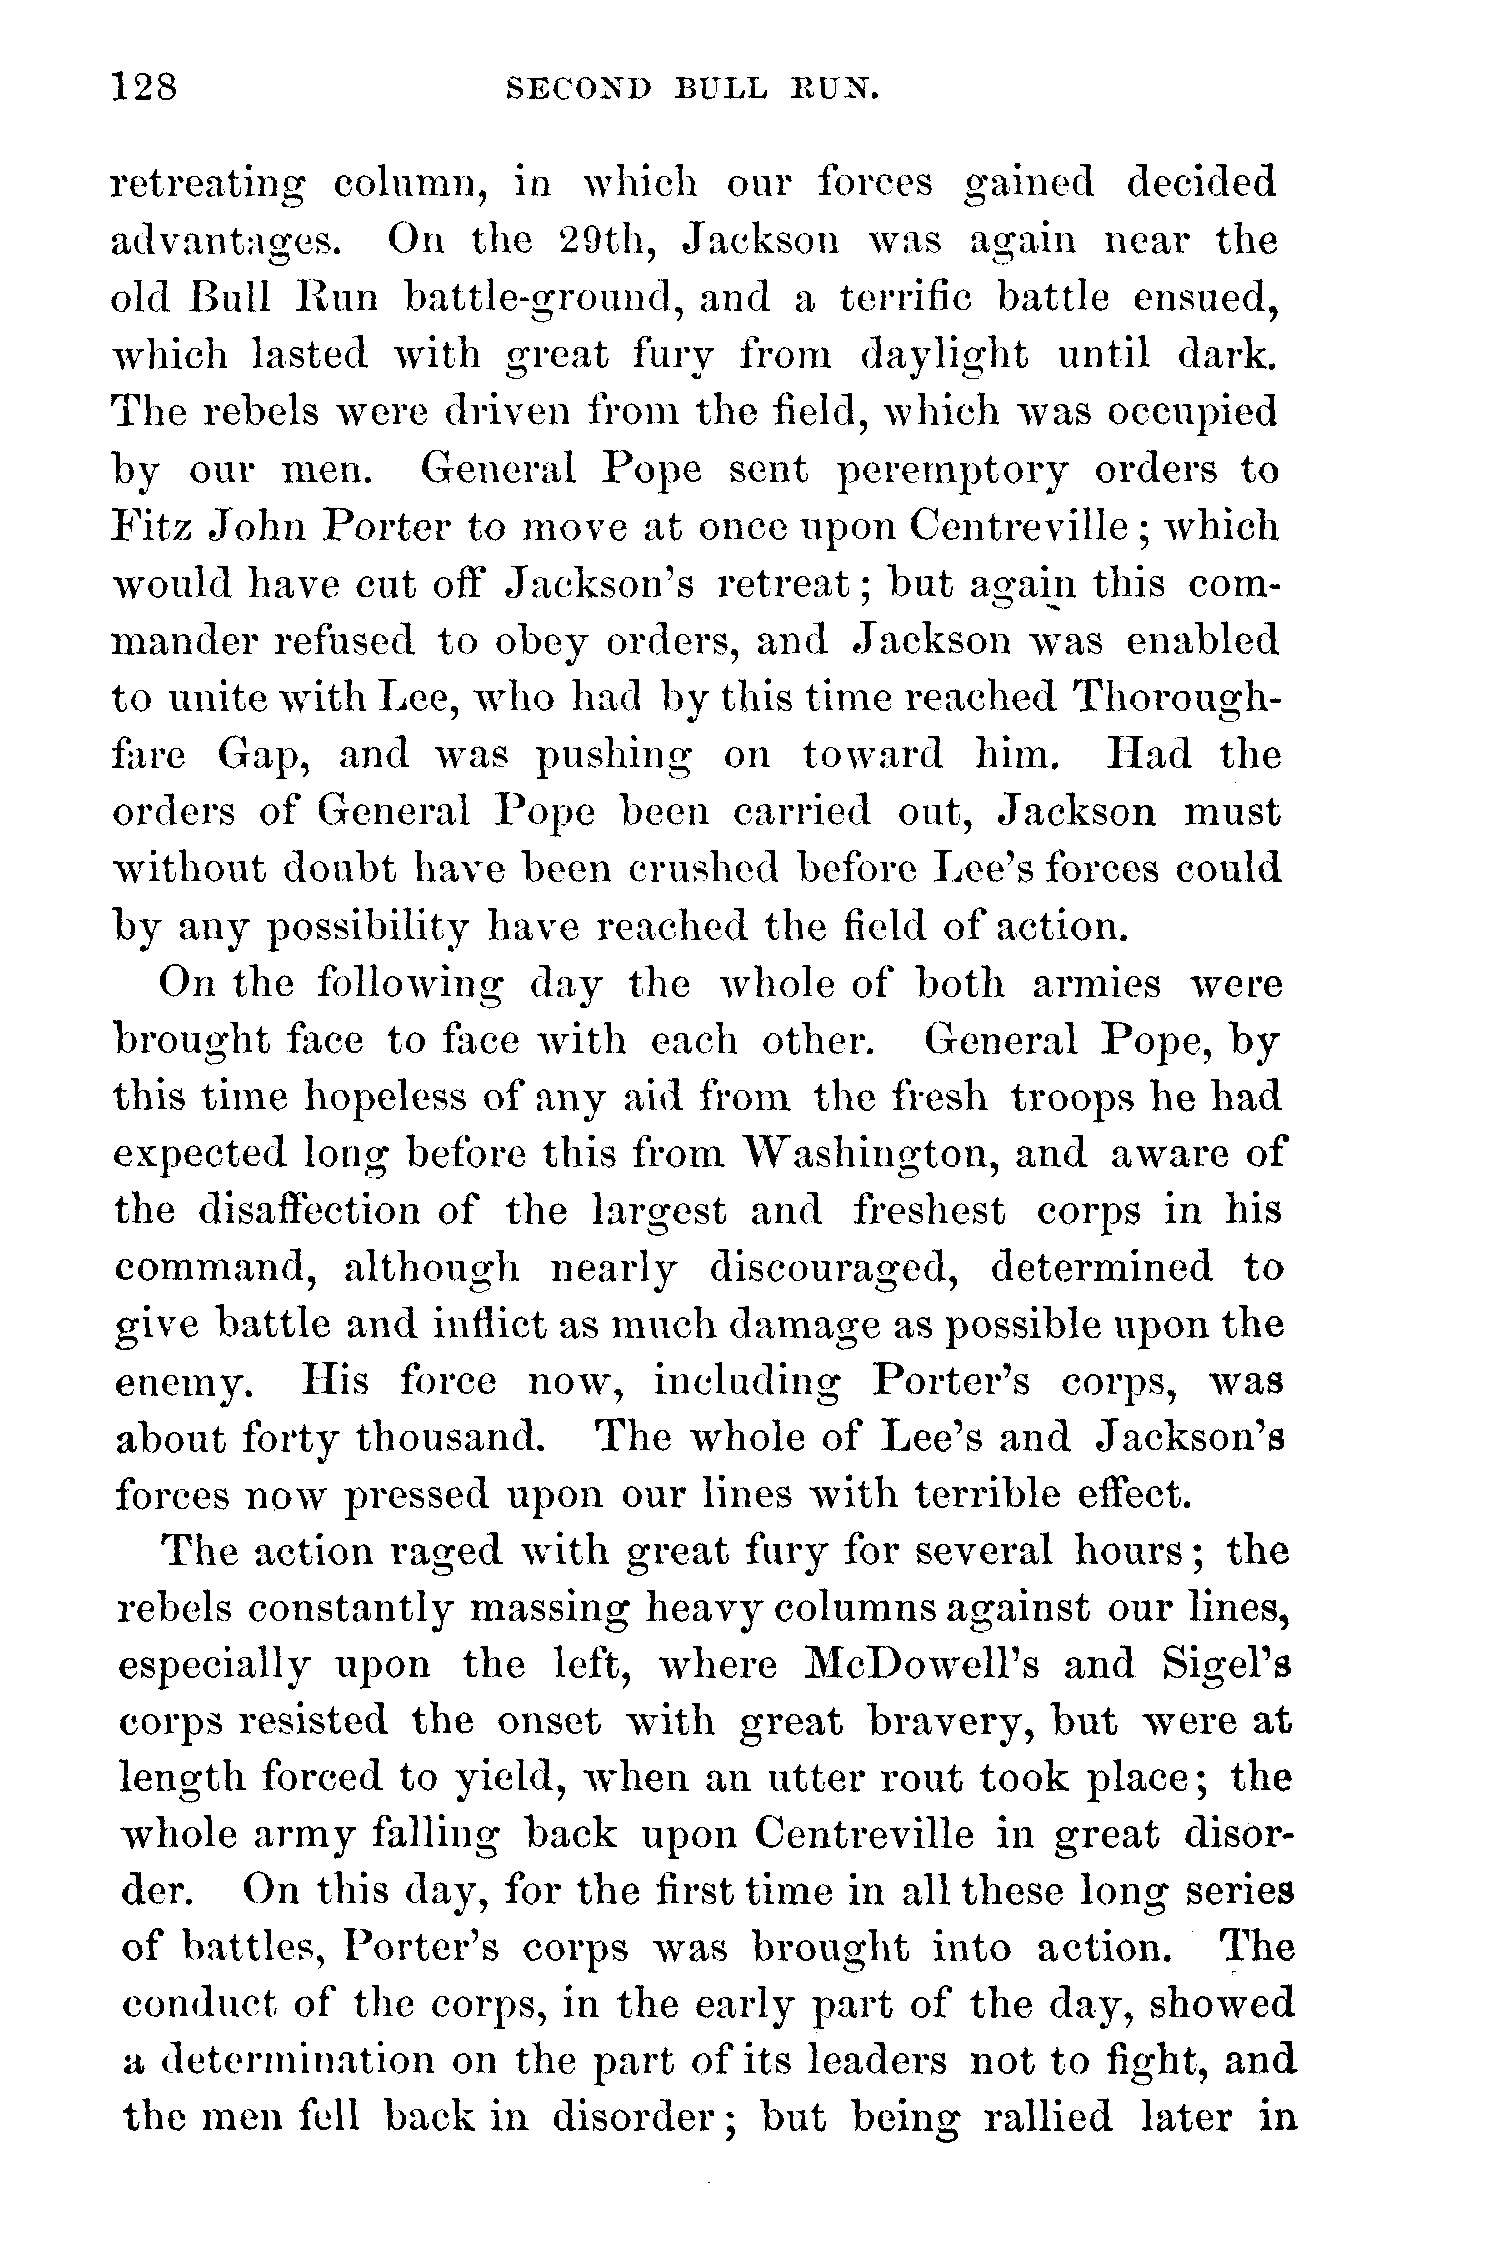 128 SECOND BULL RUN.
retreating column, in which our forces gained decided
advantages. On the 29th, Jackson was again near the
old Bull Run battle-ground, and a terrific battle ensued,
which lasted with great fury from daylight until dark.
The rebels were driven from the field, which was occupied
by our men. General Pope sent peremptory orders to
Fitz John Porter to move at once upon Centreville; which
would have cut off Jackson's retreat; but again this com-
mander refused to obey orders, and Jackson was enabled
to unite with Lee, who had by this time reached Thorough-
fare Gap, and was pushing on toward him. Had the
orders of General Pope been carried out, Jackson must
without doubt have been crushed before Lee's forces could
by any possibility have reached the field of action.
On the following day the whole of both armies were
brought face to face with each other. General Pope, by
this time hopeless of any aid from the fresh troops he had
expected long before this from Washington, and aware of
the disaffection of the largest and freshest corps in his
command, although nearly discouraged, determined to
give battle and inflict as much damage as possible upon the
enemy. His force now, including Porter's corps, was
about forty thousand. The whole of Lee's and Jackson's
forces now pressed upon our lines with terrible effect.
The action raged with great fury for several hours; the
rebels constantly massing heavy columns against our lines,
especially upon the left, where McDowell's and Sigel's
corps resisted the onset with great bravery, but were at
length forced to yield, when an utter rout took place; the
whole army falling back upon Centreville in great disor-
der. On this day, for the first time in all these long series
of battles, Porter's corps was brought into action. The
conduct of the corps, in the early part of the day, showed
a determination on the part of its leaders not to fight, and
the men fell back in disorder; but being rallied later in